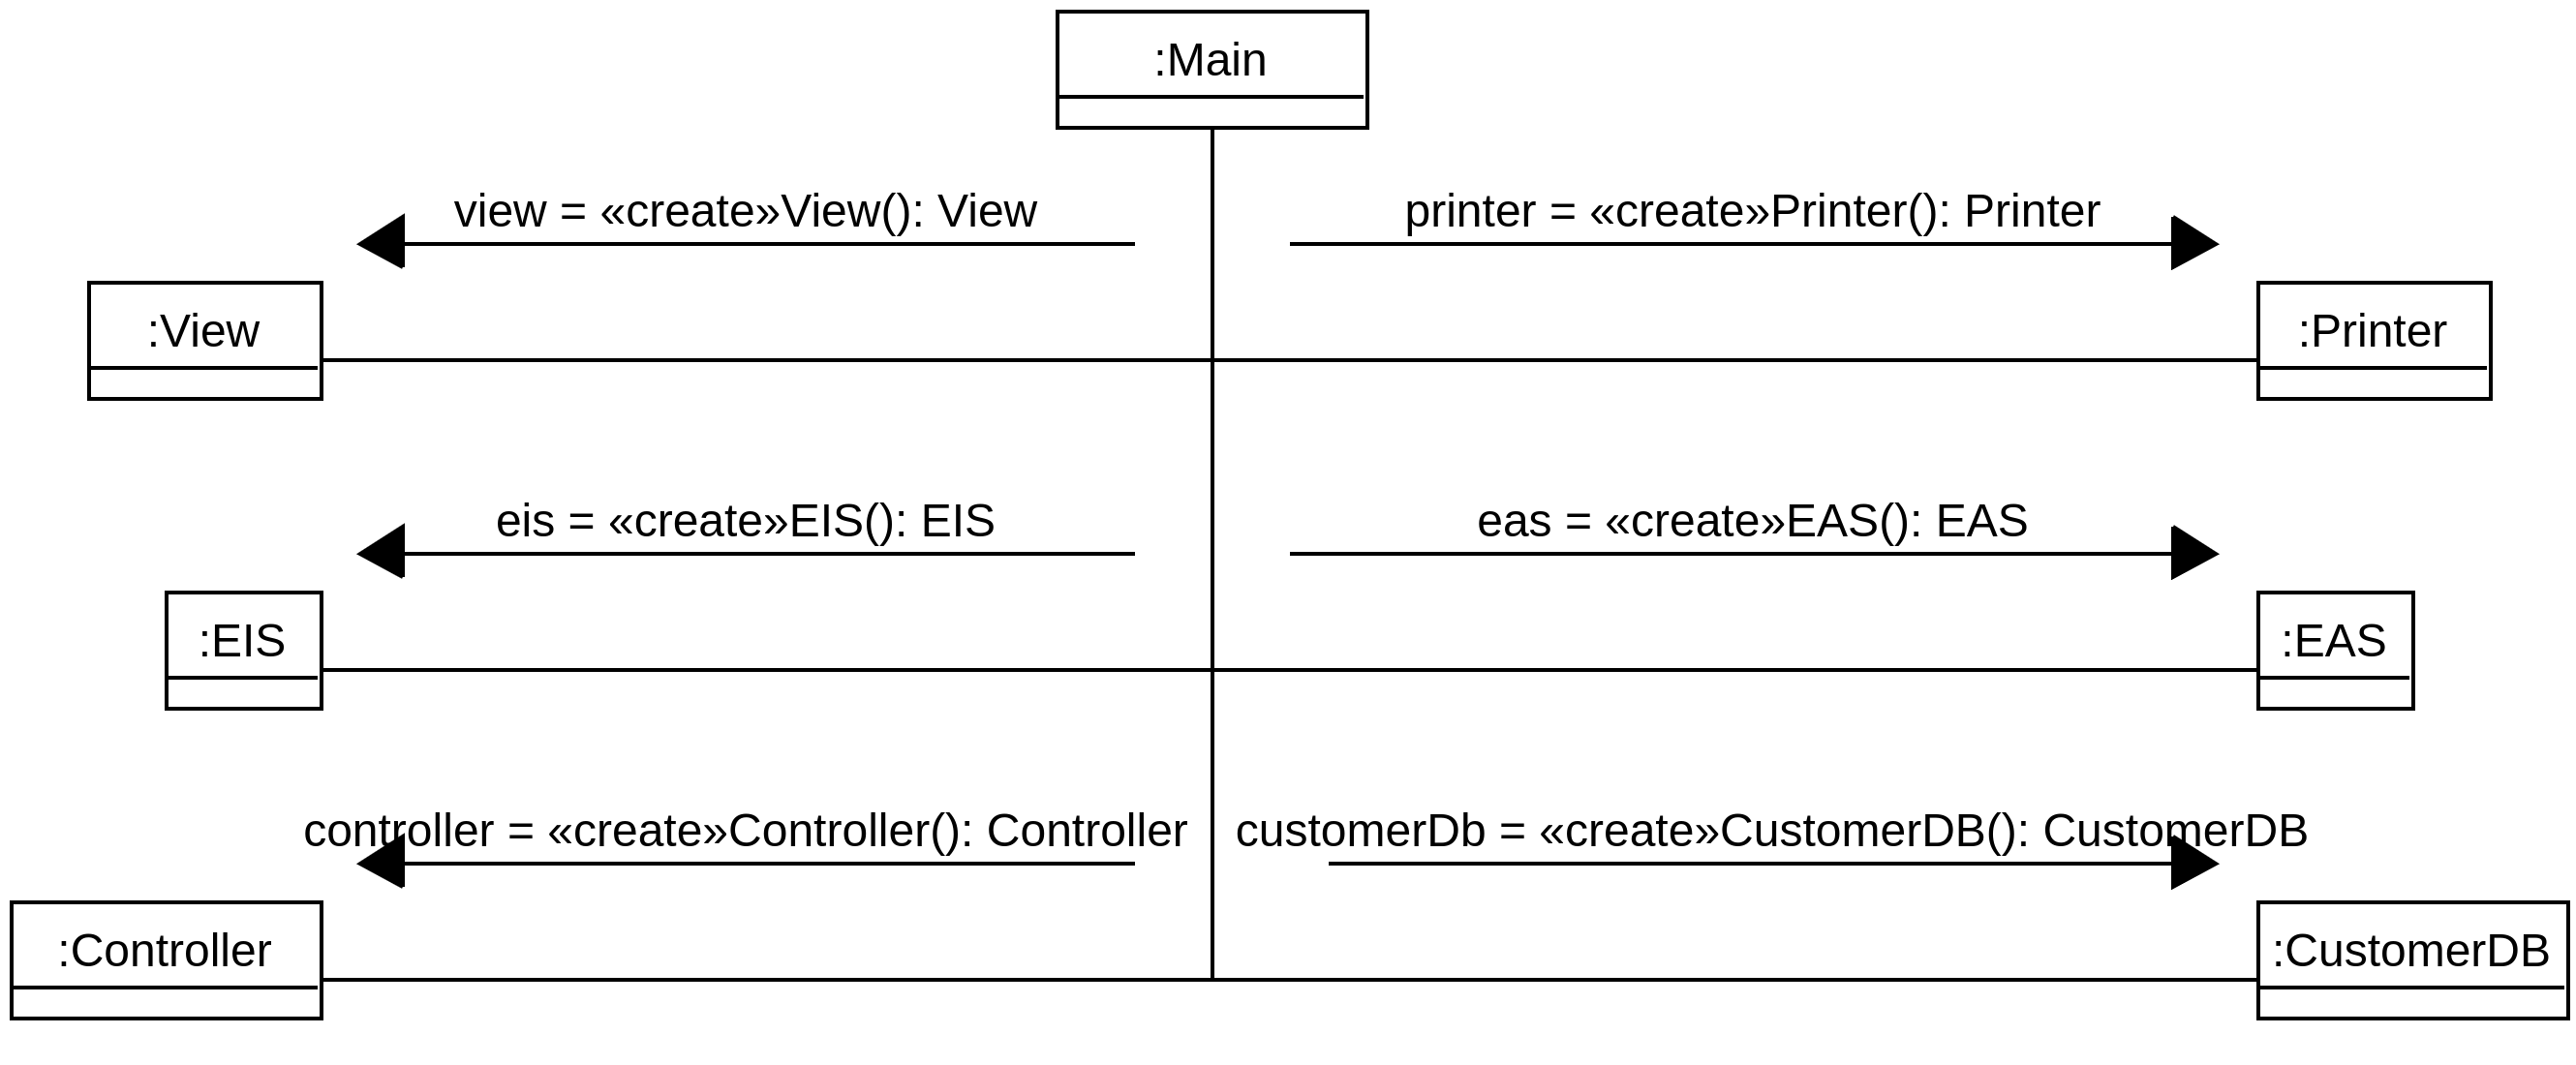 :Main
view = «create»View(): View
printer = «create»Printer(): Printer
:View
:Printer
eis = «create»EIS(): EIS
eas = «create»EAS(): EAS
:EIS
:EAS
controller = «create»Controller(): Controller
customerDb = «create»CustomerDB(): CustomerDB
:Controller
:CustomerDB